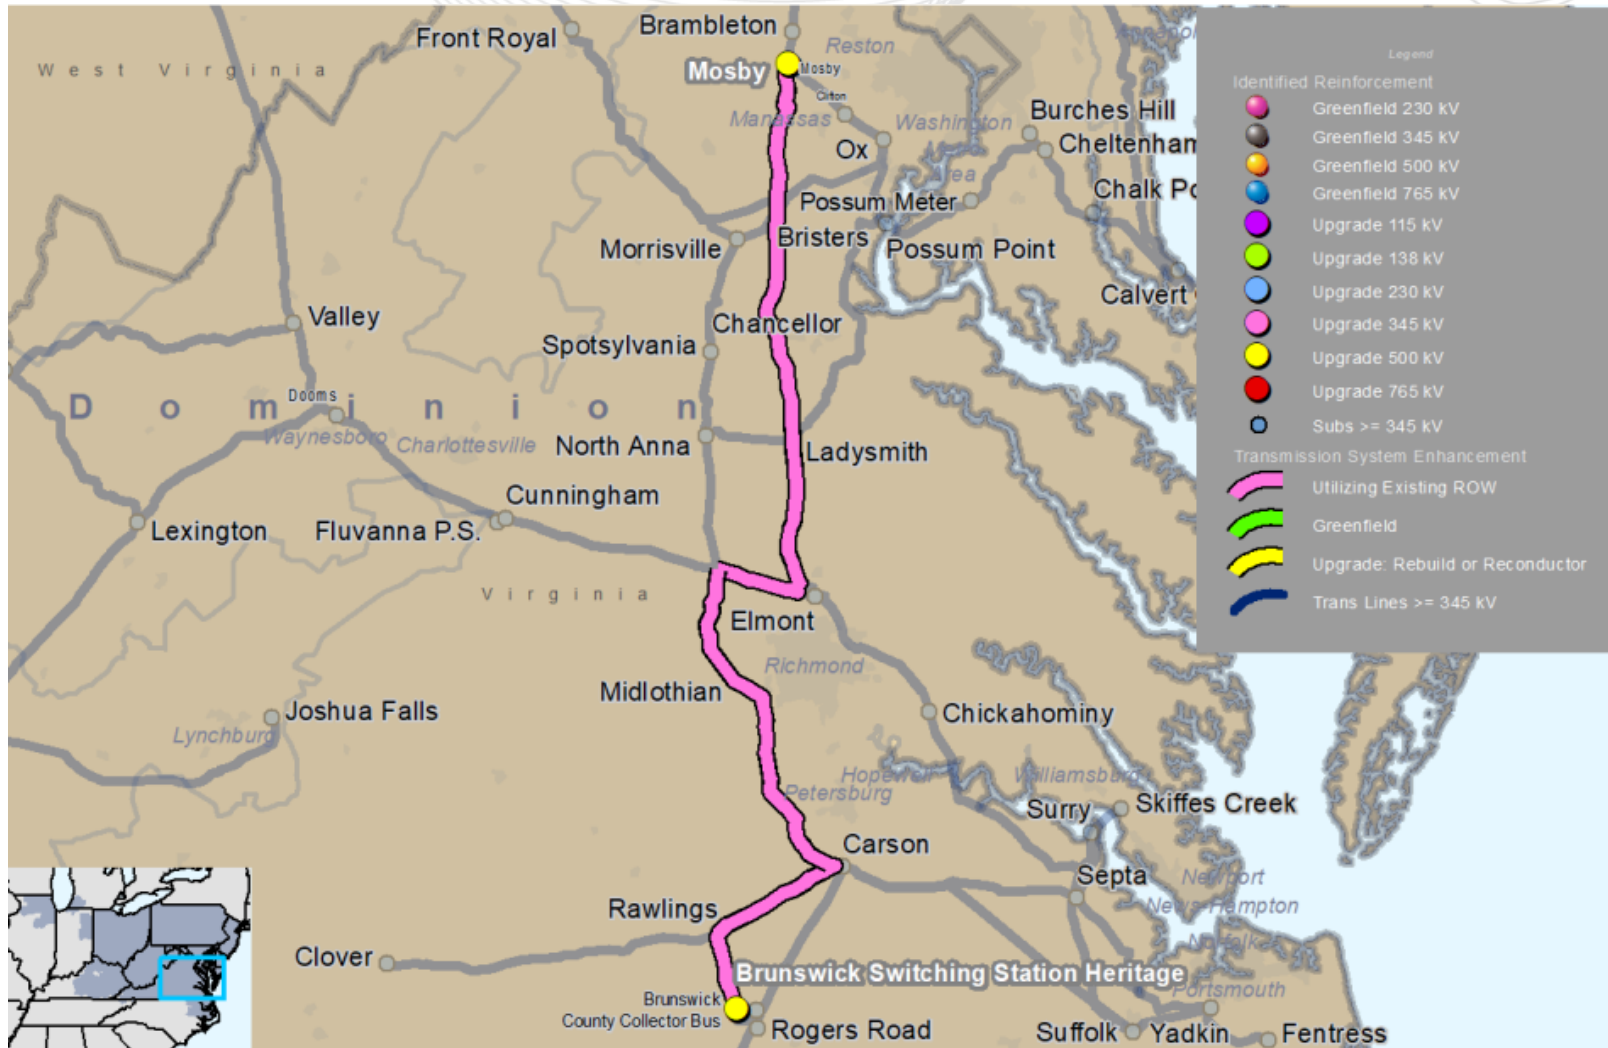 Brambleton
Front Royal
Reston
West Virginia
Mosby
Mosby
Clifton
Manassas
Washington
Area
Burches Hill
Ox
Cheltenham
Possum Meter
Chalk Po
Morrisville
Bristers
Possum Point
Calvert
Valley
Chancellor
Spotsylvania
Dominion
Dooms
Waynesboro
Charlottesville
North Anna
Ladysmith
Cunningham
Lexington
Fluvanna P.S.
Virginia
Elmont
Richmond
Midlothian
Joshua Falls
Lynchburg
Chickahominy
Hopewell
Williamsburg
Petersburg
Surry
Skiffes Creek
Carson
Septa
Newport
News
Hampton
Rawlings
Norfolk
Clover
Brunswick Switching Station Heritage
Portsmouth
Brunswick
County Collector Bus
Rogers Road
Suffolk
Yadkin
Fentress
Legend
Identified Reinforcement
Greenfield 230 kV
Greenfield 345 kV
Greenfield 500 kV
Greenfield 765 kV
Upgrade 115 kV
Upgrade 138 kV
Upgrade 230 kV
Upgrade 345 kV
Upgrade 500 kV
Upgrade 765 kV
Subs >= 345 kV
Transmission System Enhancement
Utilizing Existing ROW
Greenfield
Upgrade: Rebuild or Reconductor
Trans Lines >= 345 kV